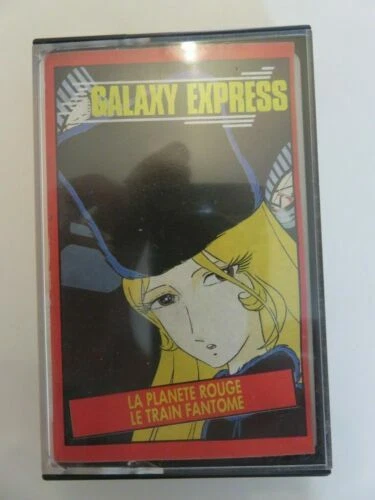 GALAXY EXPRESS
LA PLANETE ROUGE
LE TRAIN FANTOME